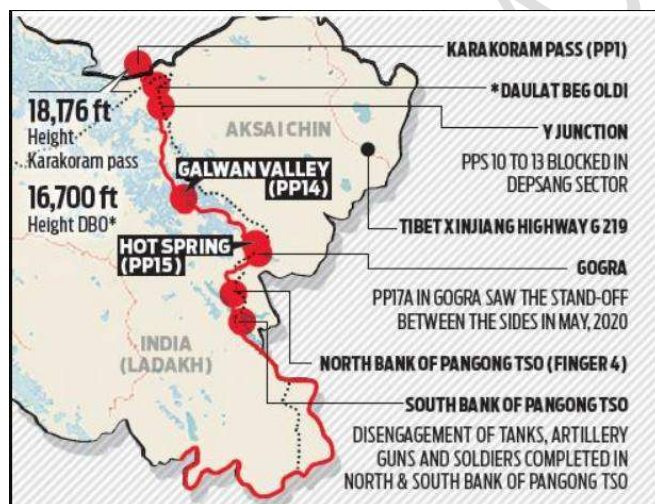 KARAKORAM PASS (PP1)
*DAULAT BEG OLDI
18,176 ft
Height
Karakoram pass
AKSAI CHIN
Y JUNCTION
PPS 10 TO 13 BLOCKED IN
DEPSANG SECTOR
GALWAN VALLEY
(PP14)
16,700 ft
Height DBO*
TIBET XINJIANG HIGHWAY G 219
HOT SPRING
(PP15)
GOGRA
PP17A IN GOGRA SAW THE STAND-OFF
BETWEEN THE SIDES IN MAY, 2020
INDIA
(LADAKH)
NORTH BANK OF PANGONG TSO (FINGER 4)
SOUTH BANK OF PANGONG TSO
DISENGAGEMENT OF TANKS, ARTILLERY
GUNS AND SOLDIERS COMPLETED IN
NORTH & SOUTH BANK OF PANGONG TSO